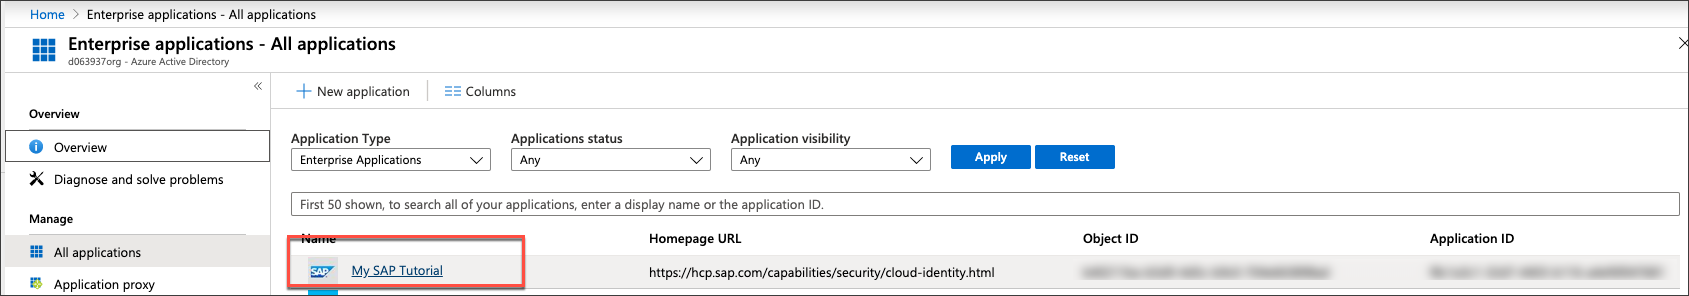 Home > Enterprise applications - All applications
Enterprise applications - All applications
d063937org - Azure Active Directory
«
New application
Columns
Overview
Overview
Diagnose and solve problems
Manage
All applications
Application proxy
Application Type
Applications status
Application visibility
Enterprise Applications
Any
Any
Apply
Reset
First 50 shown, to search all of your applications, enter a display name or the application ID.
Name
Homepage URL
Object ID
Application ID
SAP
My SAP Tutorial
https://hcp.sap.com/capabilities/security/cloud-identity.html